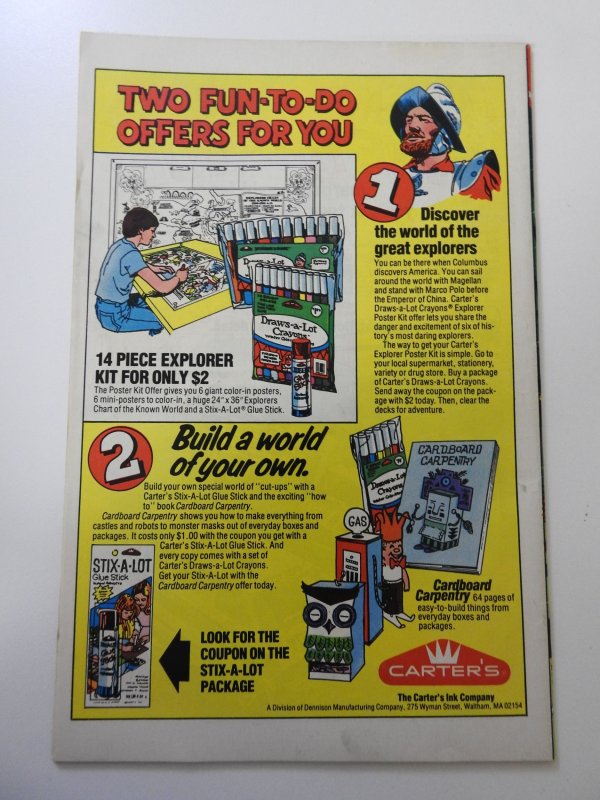 TWO FUN-TO-DO
OFFERS FOR YOU
1
Discover
the world of the
great explorers
You can be there when Columbus
discovers America. You can sail
around the world with Magellan
and stand with Marco Polo before
the Emperor of China. Carter's
Draws-a-Lot Crayons® Explorer
Poster Kit offer lets you share the
danger and excitement of six of his-
tory's most daring explorers.
The way to get your Carter's
Explorer Poster Kit is simple. Go to
your local supermarket, stationery,
variety or drug store. Buy a package
of Carter's Draws-a-Lot Crayons.
Send away the coupon on the pack-
age with $2 today. Then, clear the
decks for adventure.
Draws-a-Lot
Crayons
14 PIECE EXPLORER
KIT FOR ONLY $2
The Poster Kit Offer gives you 6 giant color-in posters,
6 mini-posters to color-in, a huge 24" x 36" Explorers
Chart of the Known World and a Stix-A-Lot® Glue Stick.
2
Build a world
of your own.
Build your own special world of "cut-ups" with a
Carter's Stix-A-Lot Glue Stick and the exciting "how
to" book Cardboard Carpentry.
Cardboard Carpentry shows you how to make everything from
castles and robots to monster masks out of everyday boxes and
packages. It costs only $1.00 with the coupon you get with a
Carter's Stix-A-Lot Glue Stick. And
every copy comes with a set of
Carter's Draws-a-Lot Crayons.
Get your Stix-A-Lot with the
Cardboard Carpentry offer today.
STIX-A-LOT
Glue Stick
LOOK FOR THE
COUPON ON THE
STIX-A-LOT
PACKAGE
Draws-a-Lot
Crayons
CARDBOARD
CARPENTRY
GAS
Cardboard
Carpentry 64 pages of
easy-to-build things from
everyday boxes and
packages.
CARTER'S
The Carter's Ink Company
A Division of Dennison Manufacturing Company, 275 Wyman Street, Waltham, MA 02154